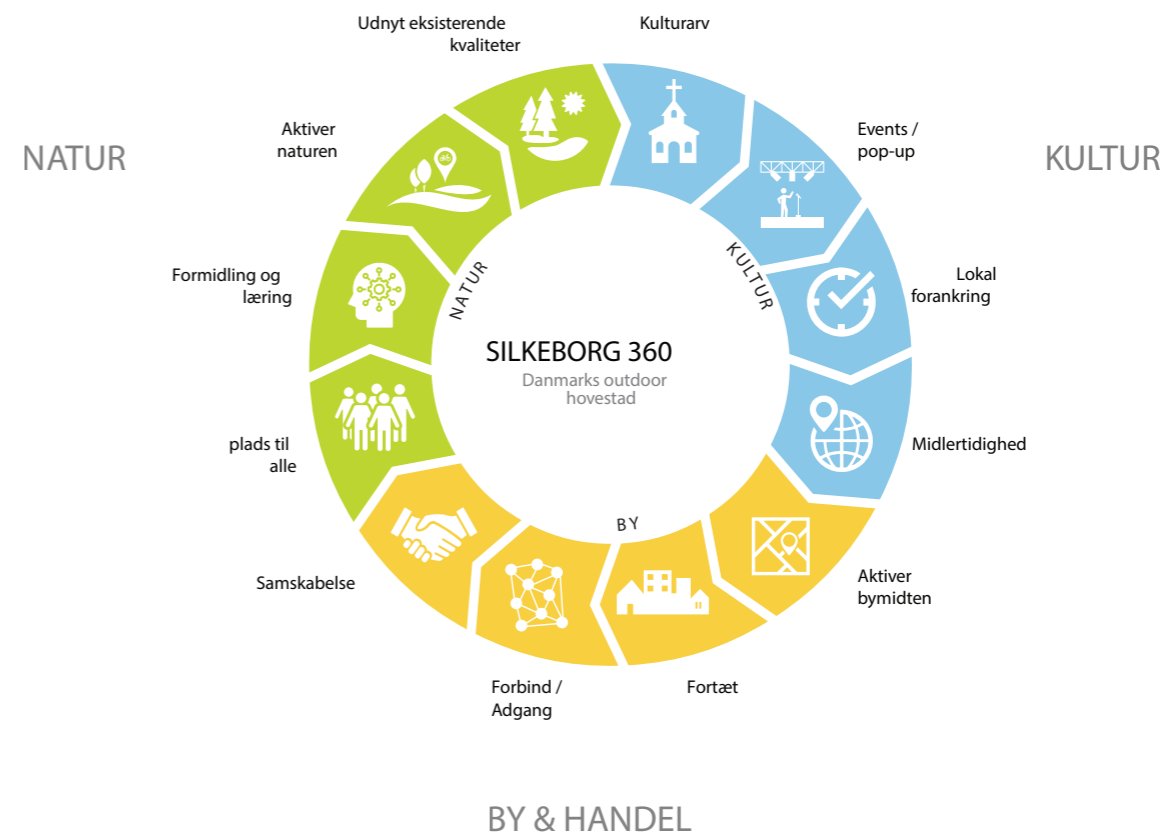 Udnyt eksisterende
kvaliteter
Kulturarv
Aktiver
naturen
Events /
pop-up
NATUR
KULTUR
Formidling og
læring
NATUR
KULTUR
Lokal
forankring
SILKEBORG 360
Danmarks outdoor
hovestad
plads til
alle
Midlertidighed
BY
Samskabelse
Aktiver
bymidten
Forbind /
Adgang
Fortæt
BY & HANDEL